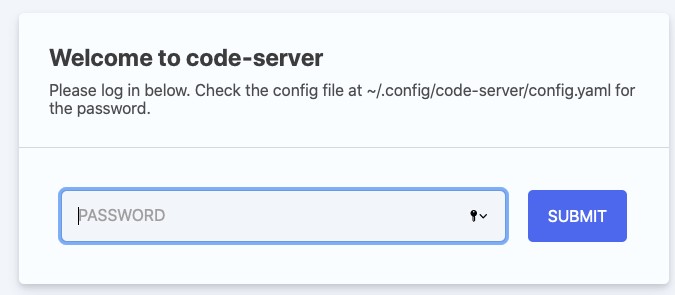 Welcome to code-server
Please log in below. Check the config file at ~/.config/code-server/config.yaml for
the password.
PASSWORD
SUBMIT